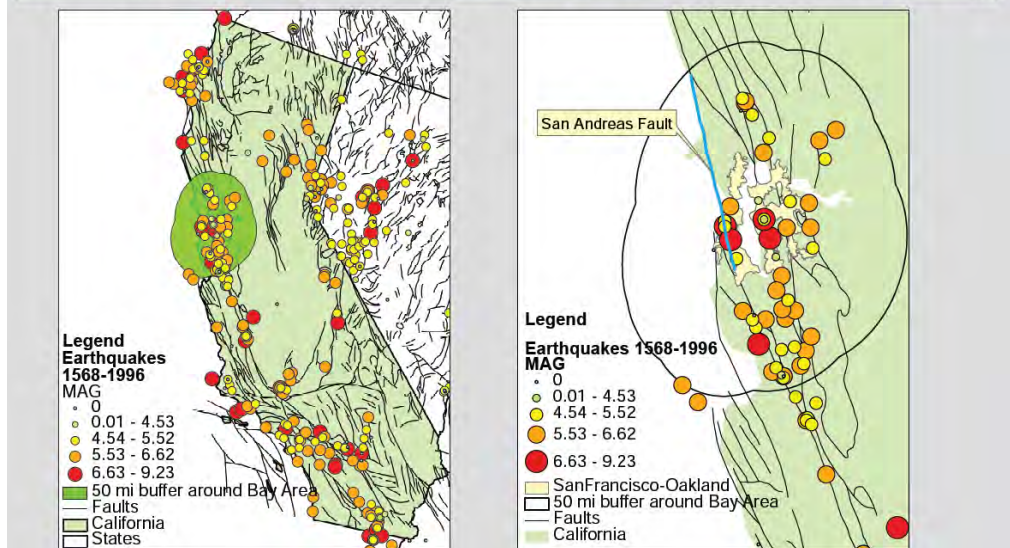 Legend
Earthquakes
1568-1996
MAG
0
0.01 - 4.53
4.54 - 5.52
5.53 - 6.62
6.63 - 9.23
50 mi buffer around Bay Area
Faults
California
States
San Andreas Fault
Legend
Earthquakes 1568-1996
MAG
0
0.01 - 4.53
4.54 - 5.52
5.53 - 6.62
6.63 - 9.23
SanFrancisco-Oakland
50 mi buffer around Bay Area
Faults
California